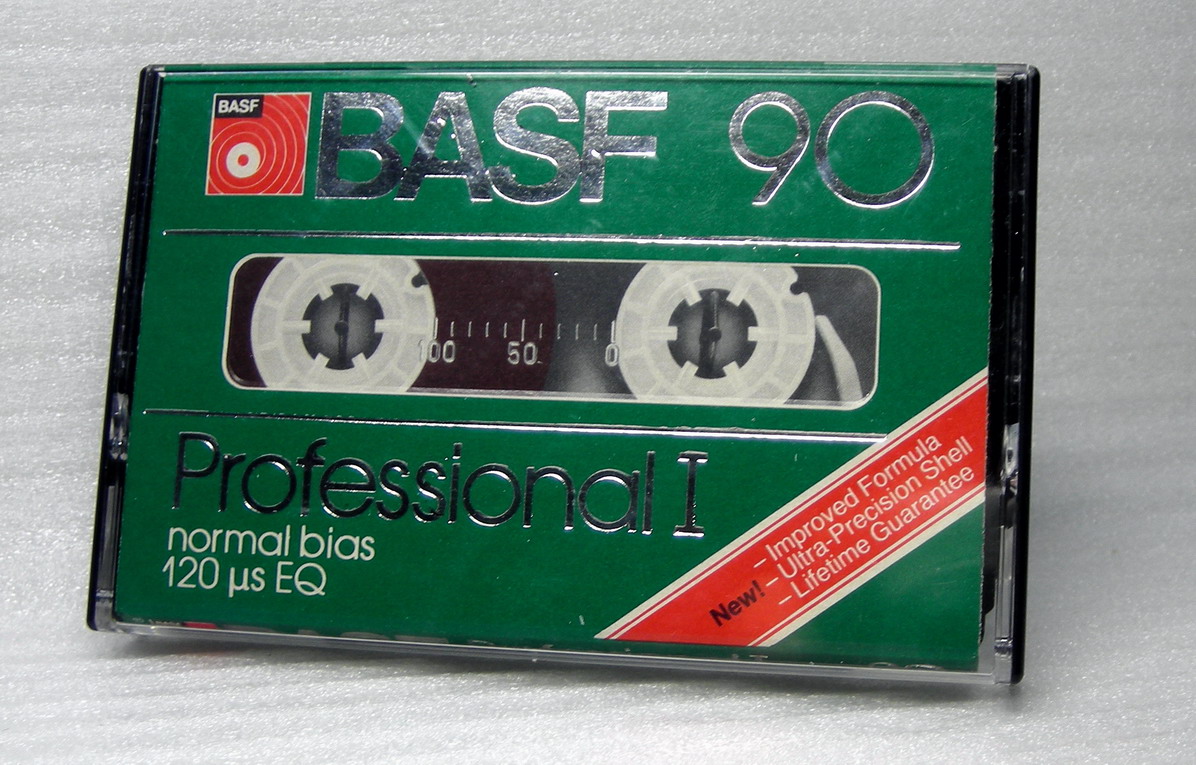 BASF
BASF 90
100 50 0
Professional I
normal bias
120 µs EQ
New! – Improved Formula
– Ultra-Precision Shell
– Lifetime Guarantee